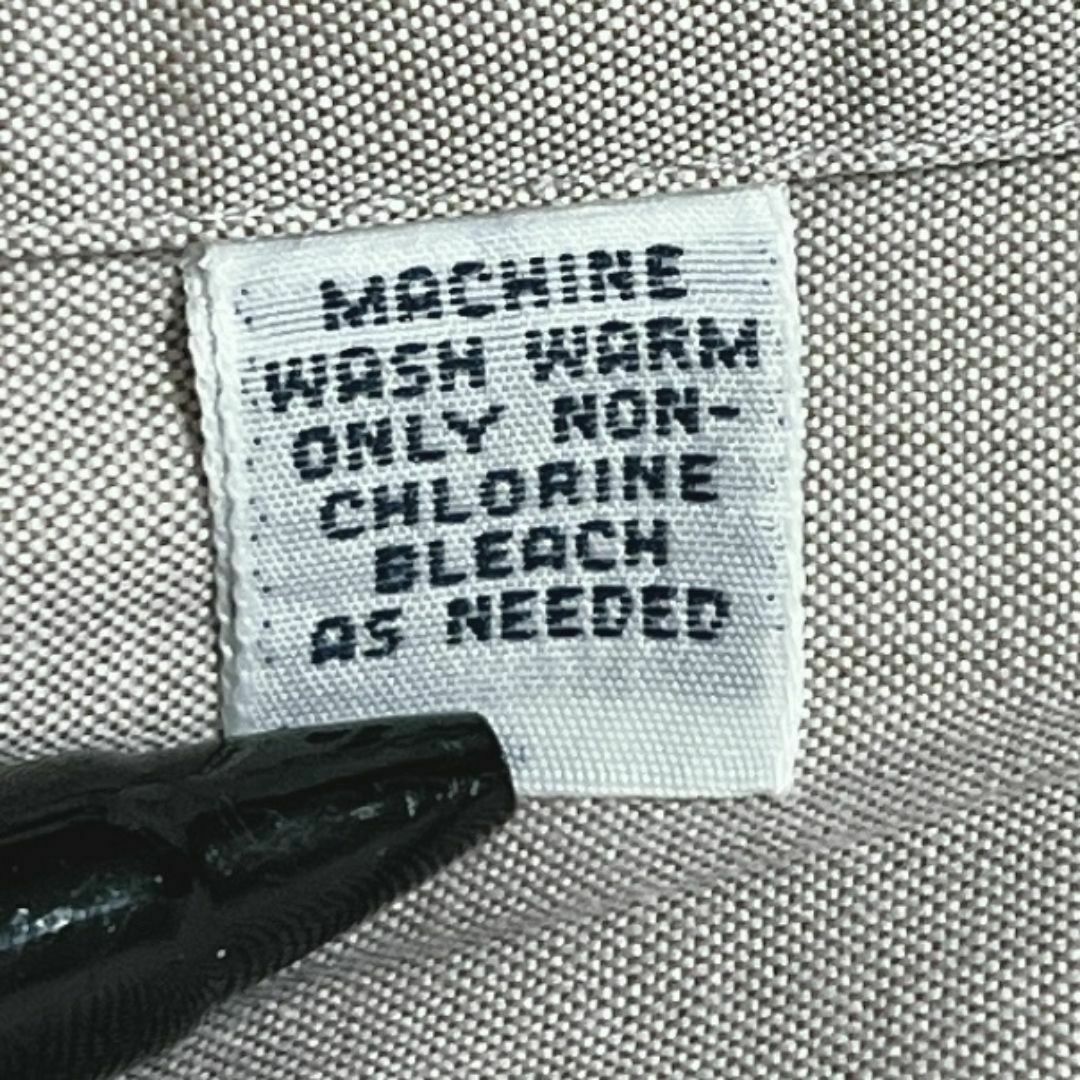 MACHINE
WASH WARM
ONLY NON-
CHLORINE
BLEACH
AS NEEDED